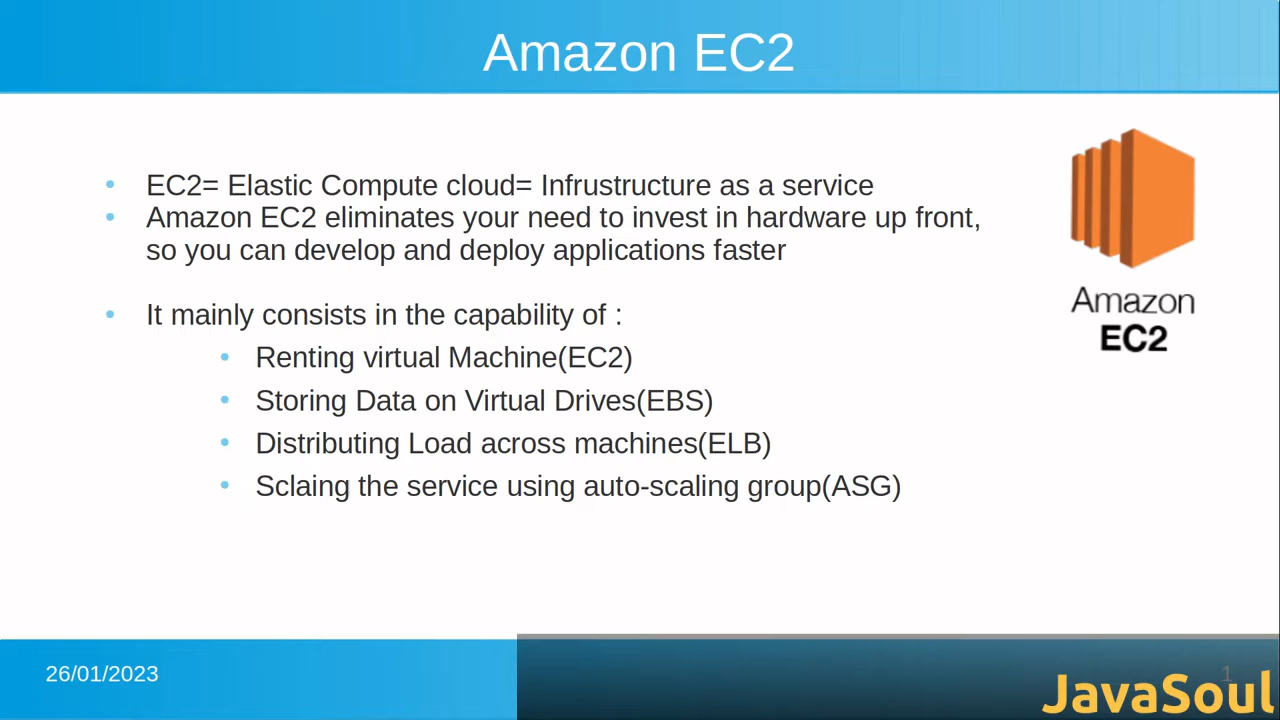 Amazon EC2
EC2= Elastic Compute cloud= Infrustructure as a service
Amazon EC2 eliminates your need to invest in hardware up front,
so you can develop and deploy applications faster
It mainly consists in the capability of :
Renting virtual Machine(EC2)
Storing Data on Virtual Drives(EBS)
Distributing Load across machines(ELB)
Sclaing the service using auto-scaling group(ASG)
Amazon
EC2
26/01/2023
1
JavaSoul